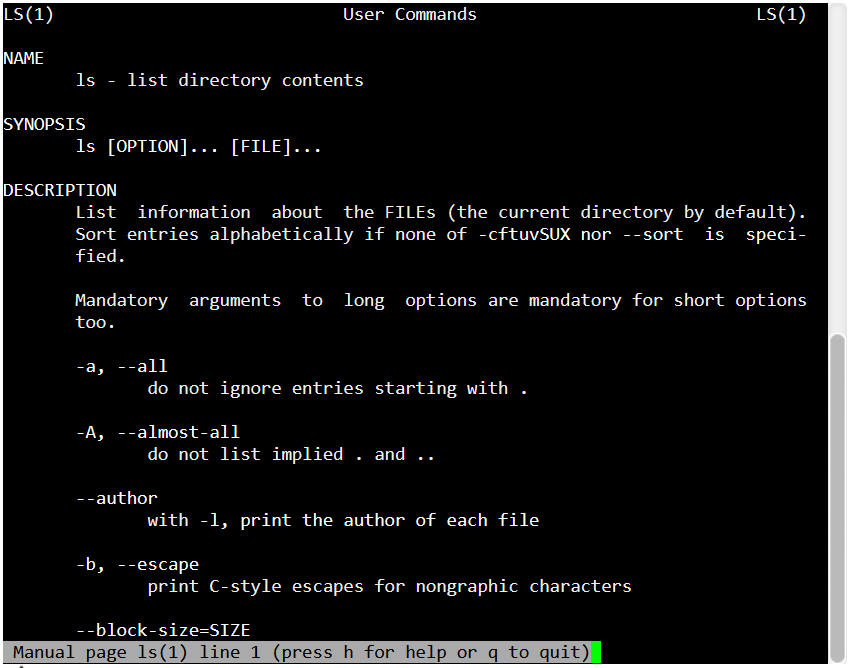 LS(1)                            User Commands                           LS(1)

NAME
       ls - list directory contents

SYNOPSIS
       ls [OPTION]... [FILE]...

DESCRIPTION
       List  information  about  the FILEs (the current directory by default).
       Sort entries alphabetically if none of -cftuvSUX nor --sort  is  speci-
       fied.

       Mandatory  arguments  to  long  options are mandatory for short options
       too.

       -a, --all
              do not ignore entries starting with .

       -A, --almost-all
              do not list implied . and ..

       --author
              with -l, print the author of each file

       -b, --escape
              print C-style escapes for nongraphic characters

       --block-size=SIZE
 Manual page ls(1) line 1 (press h for help or q to quit)